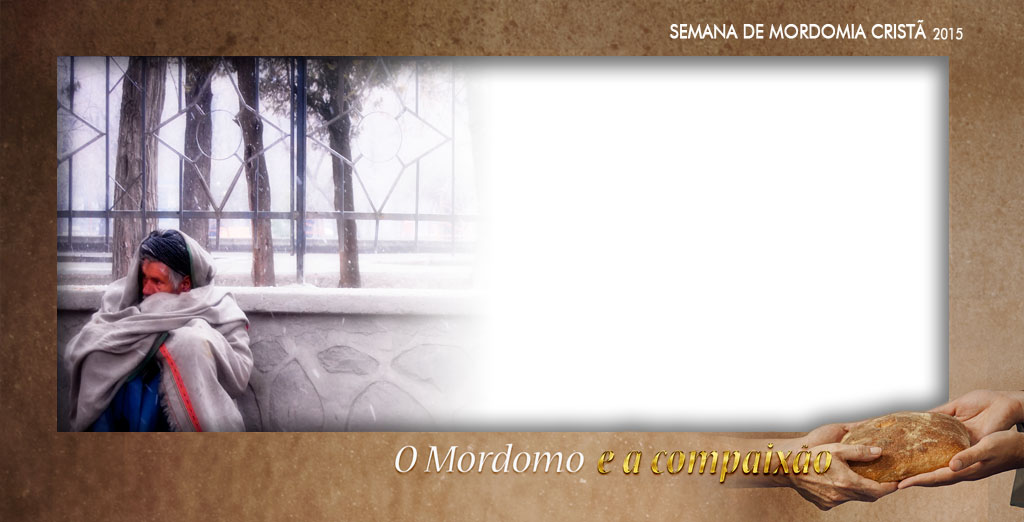 SEMANA DE MORDOMIA CRISTÃ 2015
O Mordomo e a compaixão